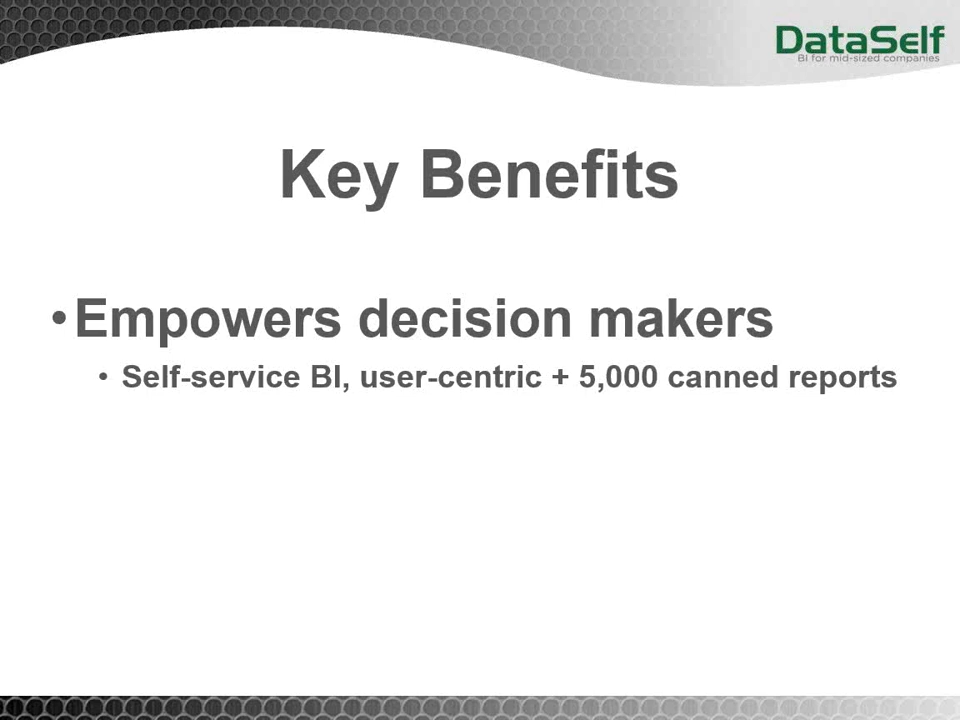 DataSelf
BI for mid-sized companies
Key Benefits
•Empowers decision makers
• Self-service BI, user-centric + 5,000 canned reports